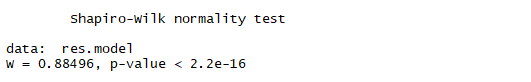 Shapiro-Wilk normality test
data:  res.model
W = 0.88496, p-value < 2.2e-16